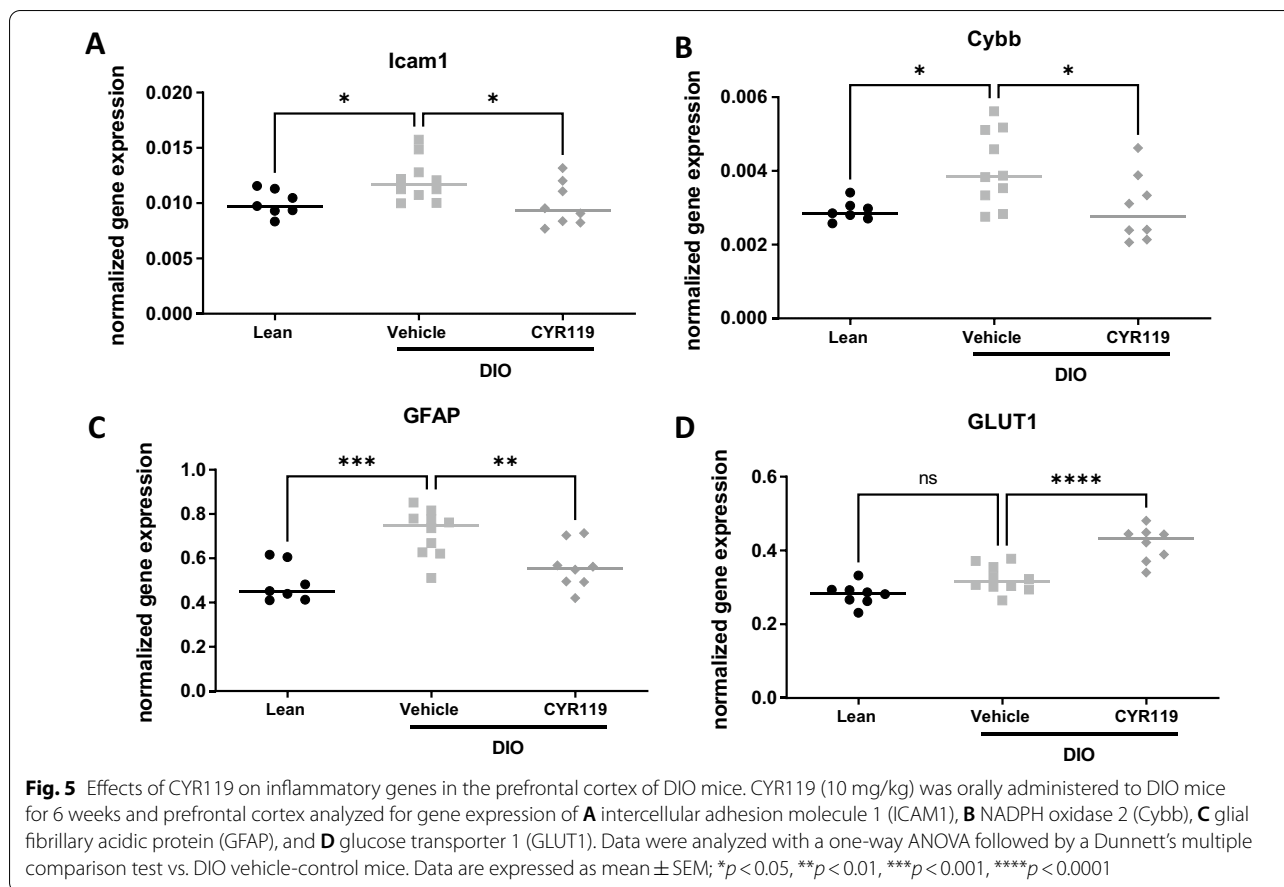 A
Icam1
* *
normalized gene expression
0.020
0.015
0.010
0.005
0.000
Lean Vehicle CYR119
DIO
B
Cybb
* *
normalized gene expression
0.006
0.004
0.002
0.000
Lean Vehicle CYR119
DIO
C
GFAP
*** **
normalized gene expression
1.0
0.8
0.6
0.4
0.2
0.0
Lean Vehicle CYR119
DIO
D
GLUT1
ns ****
normalized gene expression
0.6
0.4
0.2
0.0
Lean Vehicle CYR119
DIO
Fig. 5 Effects of CYR119 on inflammatory genes in the prefrontal cortex of DIO mice. CYR119 (10 mg/kg) was orally administered to DIO mice
for 6 weeks and prefrontal cortex analyzed for gene expression of A intercellular adhesion molecule 1 (ICAM1), B NADPH oxidase 2 (Cybb), C glial
fibrillary acidic protein (GFAP), and D glucose transporter 1 (GLUT1). Data were analyzed with a one-way ANOVA followed by a Dunnett's multiple
comparison test vs. DIO vehicle-control mice. Data are expressed as mean ± SEM; *p < 0.05, **p < 0.01, ***p < 0.001, ****p < 0.0001